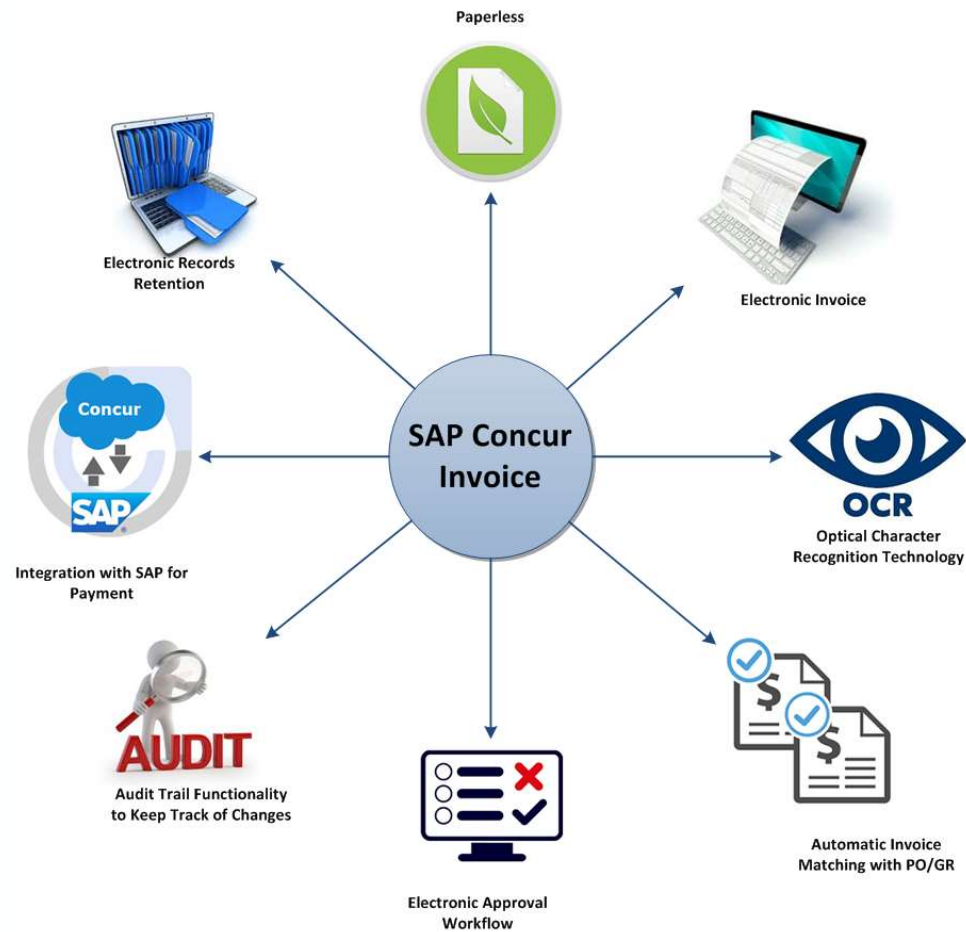 Paperless
Electronic Records
Retention
Electronic Invoice
Concur
SAP
®
SAP Concur
Invoice
OCR
Optical Character
Recognition Technology
Integration with SAP for
Payment
$
$
AUDIT
Audit Trail Functionality
to Keep Track of Changes
Automatic Invoice
Matching with PO/GR
Electronic Approval
Workflow